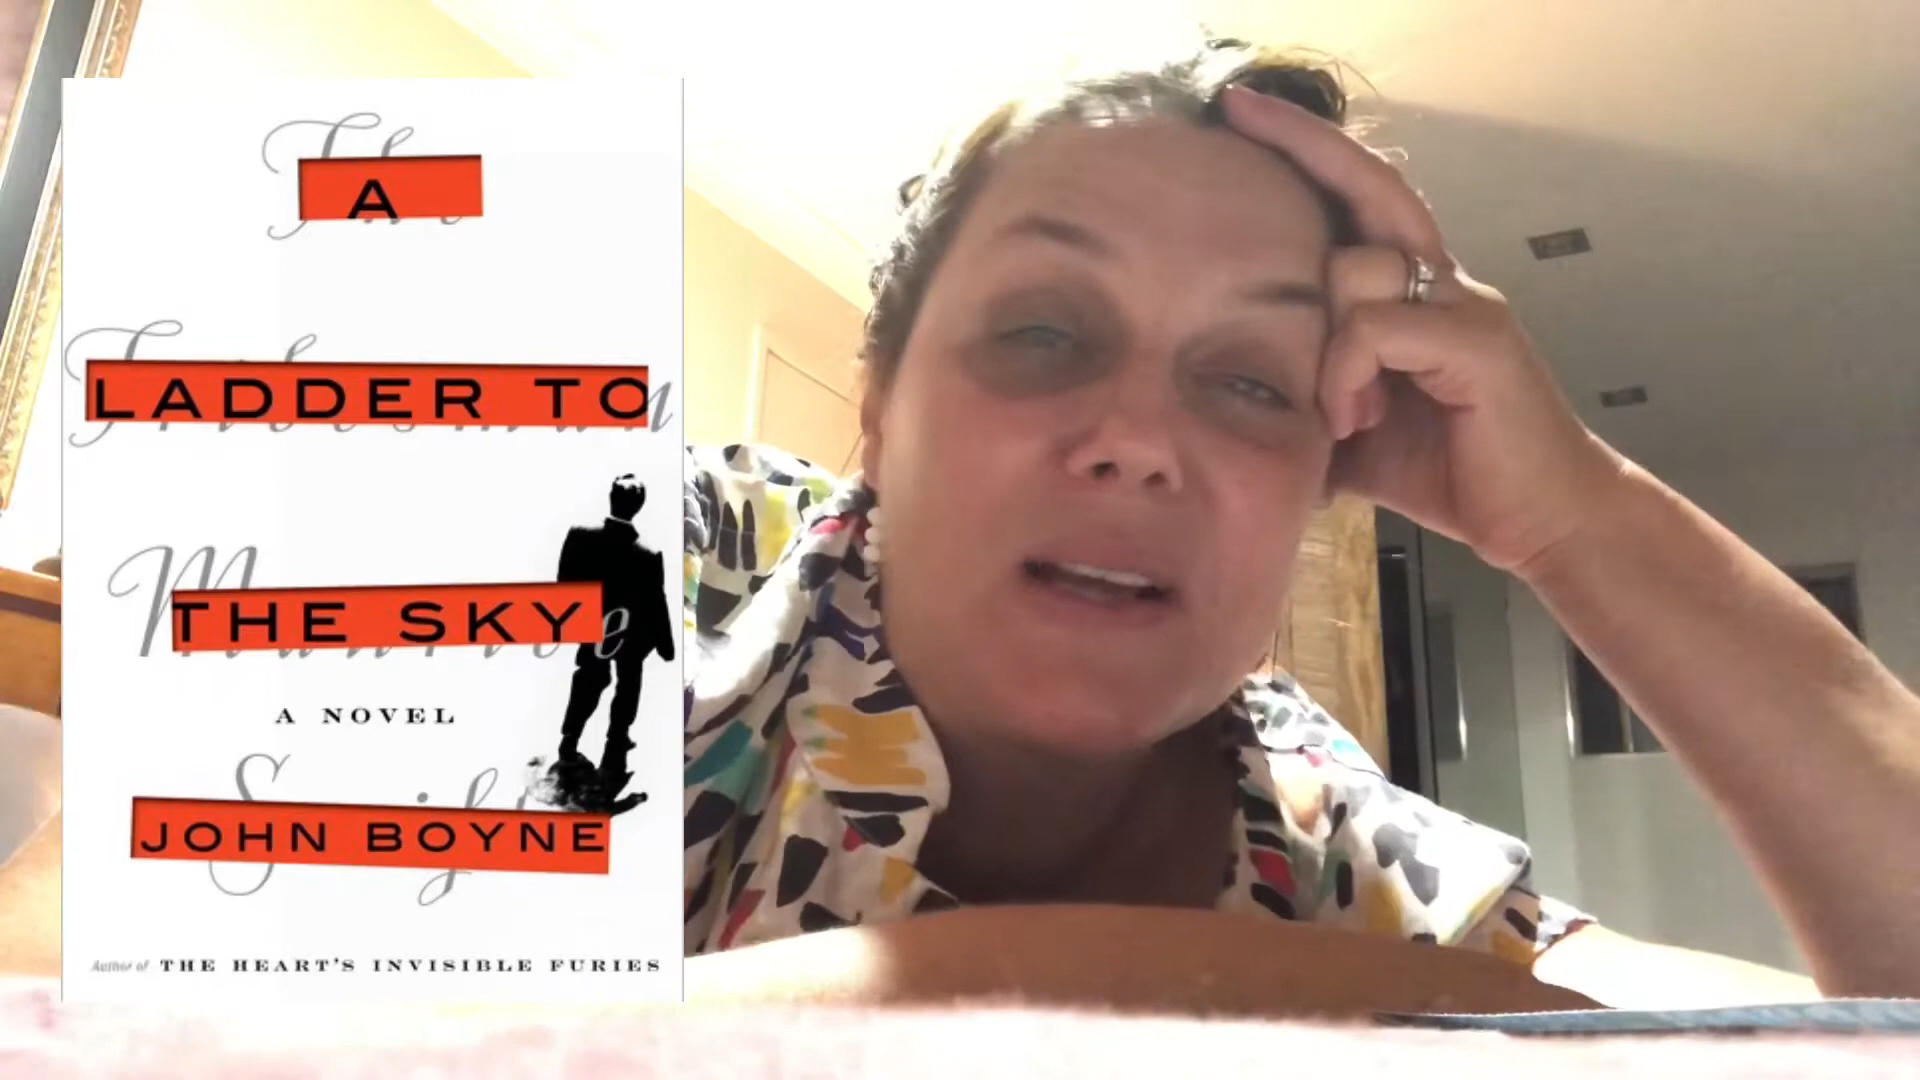 A
LADDER TO
THE SKY
A NOVEL
JOHN BOYNE
Author of THE HEART'S INVISIBLE FURIES